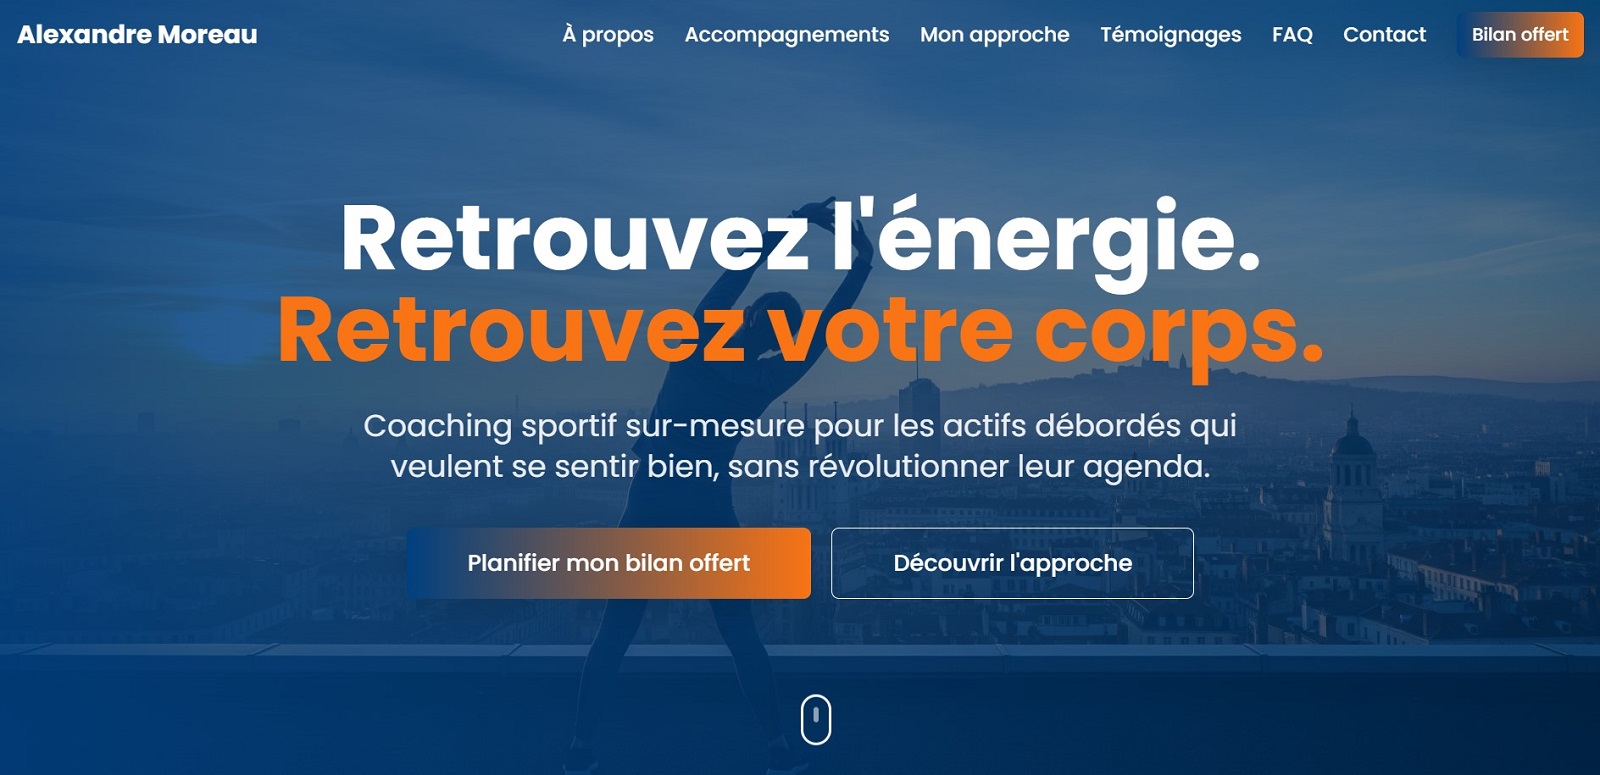 Alexandre Moreau
À propos Accompagnements Mon approche Témoignages FAQ Contact Bilan offert
Retrouvez l'énergie.
Retrouvez votre corps.
Coaching sportif sur-mesure pour les actifs débordés qui
veulent se sentir bien, sans révolutionner leur agenda.
Planifier mon bilan offert
Découvrir l'approche